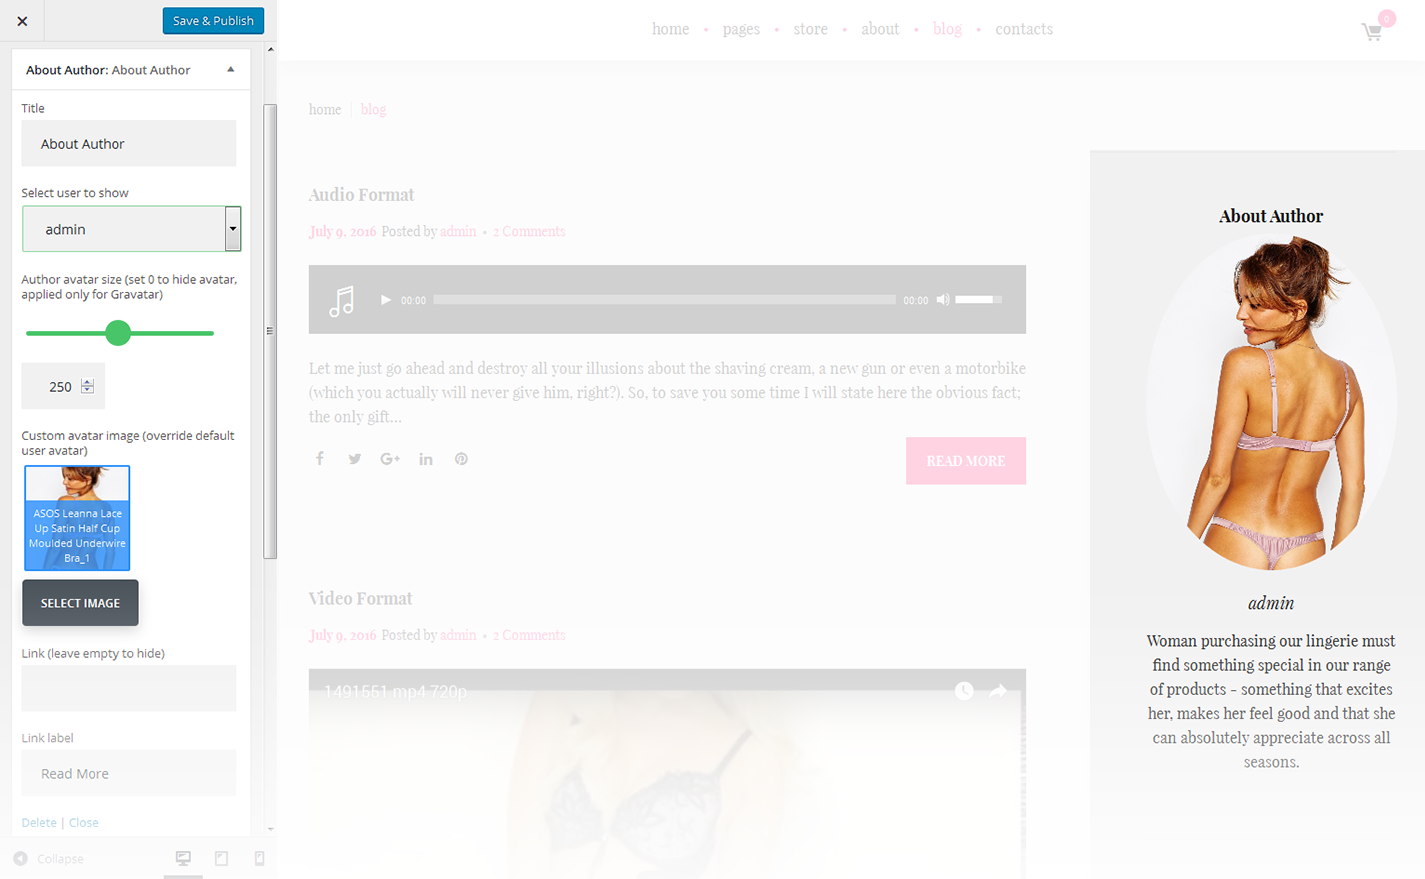 Save & Publish
About Author: About Author
Title
About Author
Select user to show
admin
Author avatar size (set 0 to hide avatar,
applied only for Gravatar)
250
Custom avatar image (override default
user avatar)
ASOS Leanna Lace
Up Satin Half Cup
Moulded Underwire
Bra_1
SELECT IMAGE
Link (leave empty to hide)
Link label
Read More
Delete | Close
Collapse
home • pages • store • about • blog • contacts
0
home blog
Audio Format
July 9, 2016 Posted by admin • 2 Comments
00:00 00:00
Let me just go ahead and destroy all your illusions about the shaving cream, a new gun or even a motorbike
(which you actually will never give him, right?). So, to save you some time I will state here the obvious fact;
the only gift...
READ MORE
Video Format
July 9, 2016 Posted by admin • 2 Comments
1491551.mp4 720p
About Author
admin
Woman purchasing our lingerie must
find something special in our range
of products - something that excites
her, makes her feel good and that she
can absolutely appreciate across all
seasons.